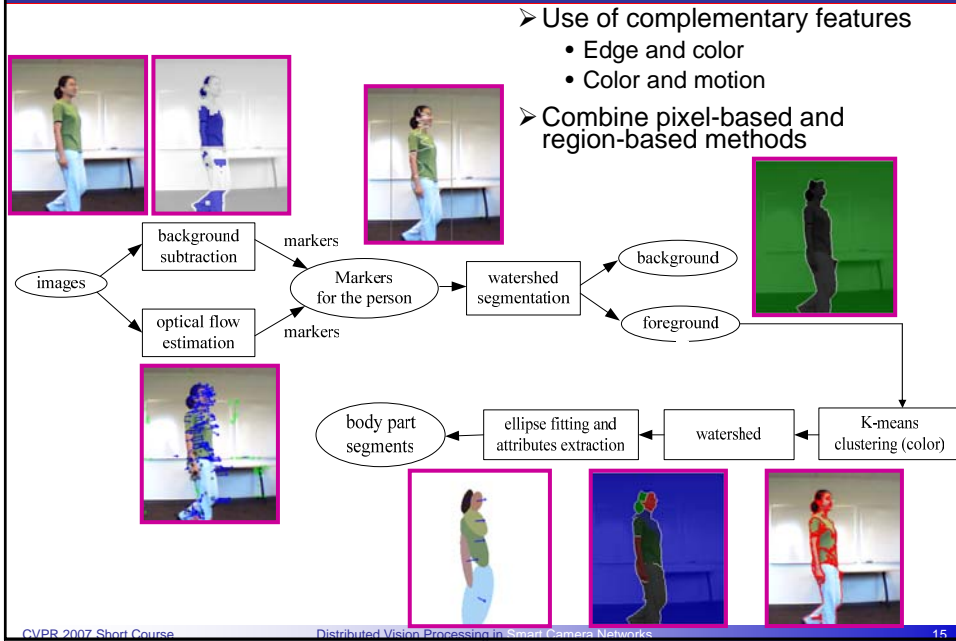 ➢ Use of complementary features
• Edge and color
• Color and motion
➢ Combine pixel-based and
region-based methods
images
background
subtraction
markers
optical flow
estimation
markers
Markers
for the person
watershed
segmentation
background
foreground
K-means
clustering (color)
watershed
ellipse fitting and
attributes extraction
body part
segments
CVPR 2007 Short Course
Distributed Vision Processing in Smart Camera Networks
15